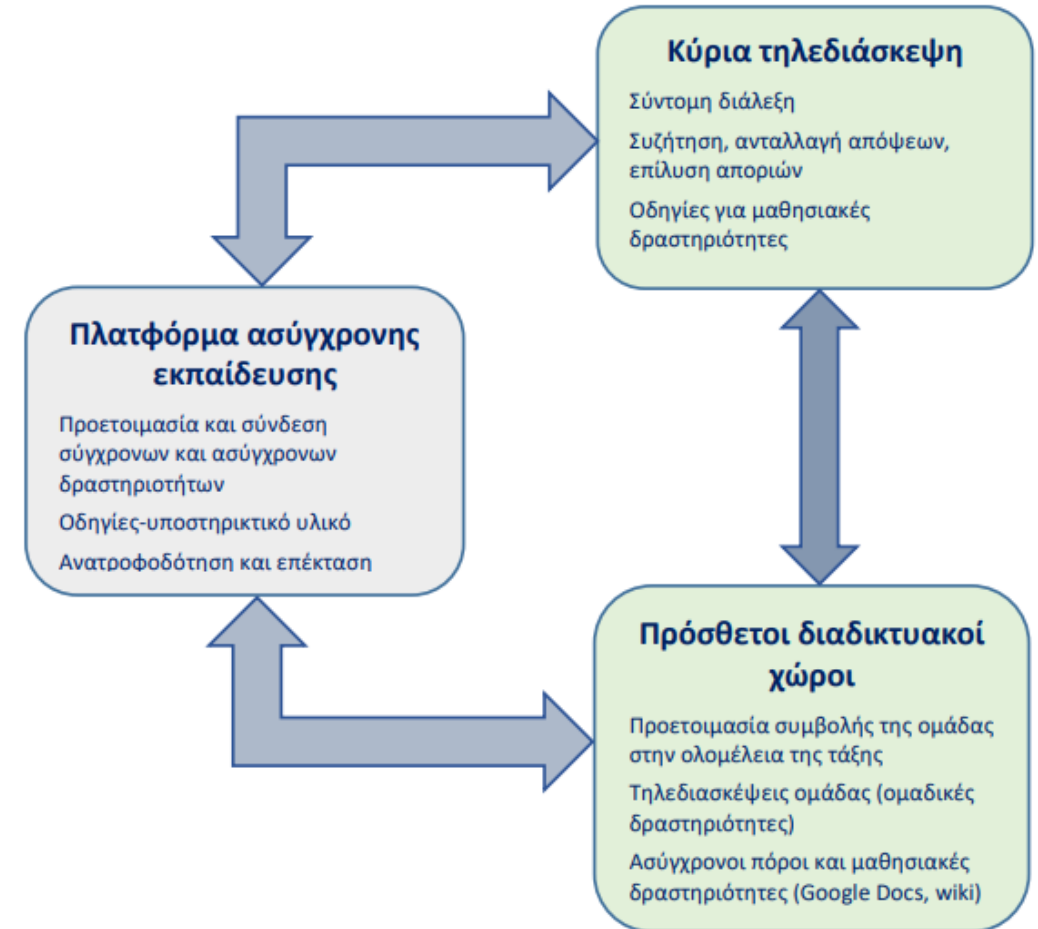 Κύρια τηλεδιάσκεψη
Σύντομη διάλεξη
Συζήτηση, ανταλλαγή απόψεων,
επίλυση αποριών
Οδηγίες για μαθησιακές
δραστηριότητες
Πλατφόρμα ασύγχρονης
εκπαίδευσης
Προετοιμασία και σύνδεση
σύγχρονων και ασύγχρονων
δραστηριοτήτων
Οδηγίες-υποστηρικτικό υλικό
Ανατροφοδότηση και επέκταση
Πρόσθετοι διαδικτυακοί
χώροι
Προετοιμασία συμβολής της ομάδας
στην ολομέλεια της τάξης
Τηλεδιασκέψεις ομάδας (ομαδικές
δραστηριότητες)
Ασύγχρονοι πόροι και μαθησιακές
δραστηριότητες (Google Docs, wiki)